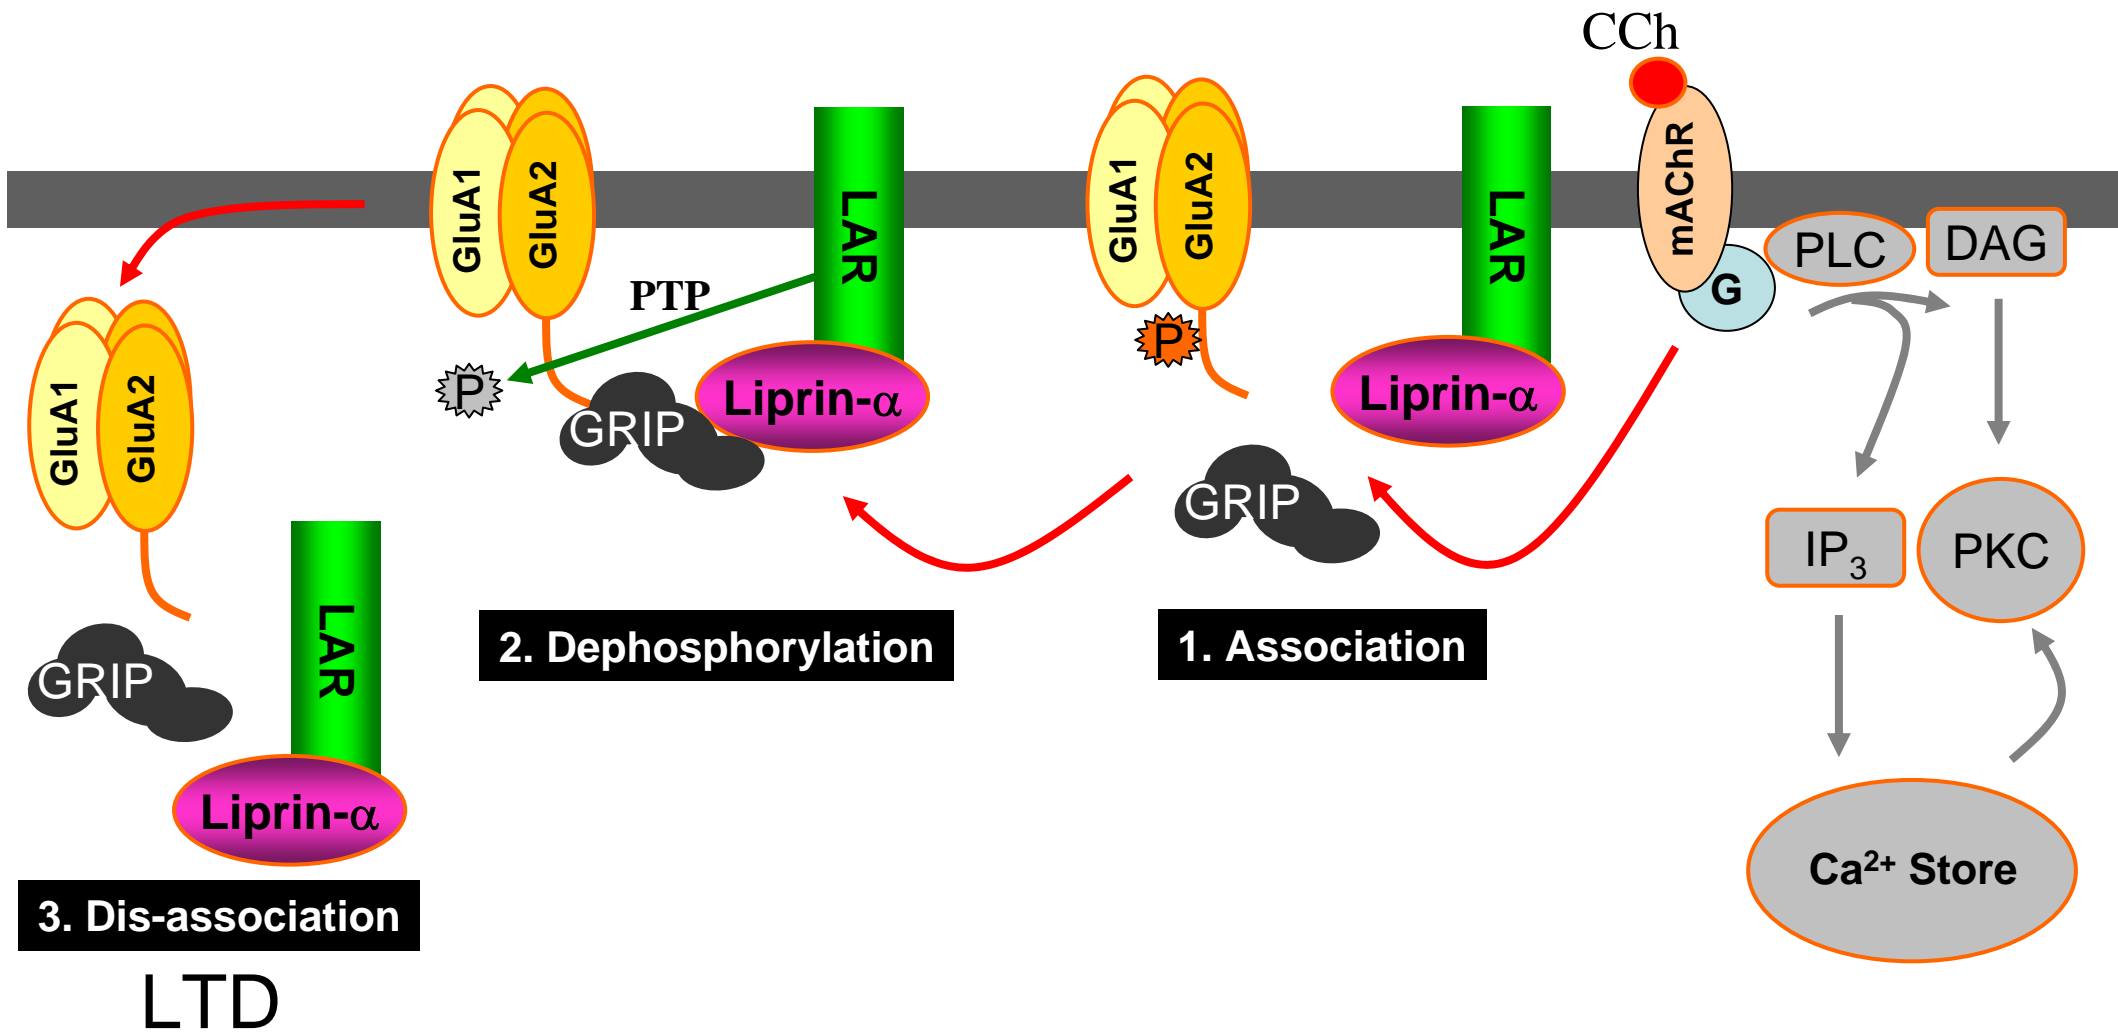 CCh
GluA1
GluA2
LAR
PTP
P
GRIP
Liprin-α
2. Dephosphorylation
GluA1
GluA2
P
LAR
Liprin-α
GRIP
1. Association
mAChR
G
PLC
DAG
IP3
PKC
Ca2+ Store
GluA1
GluA2
GRIP
LAR
Liprin-α
3. Dis-association
LTD